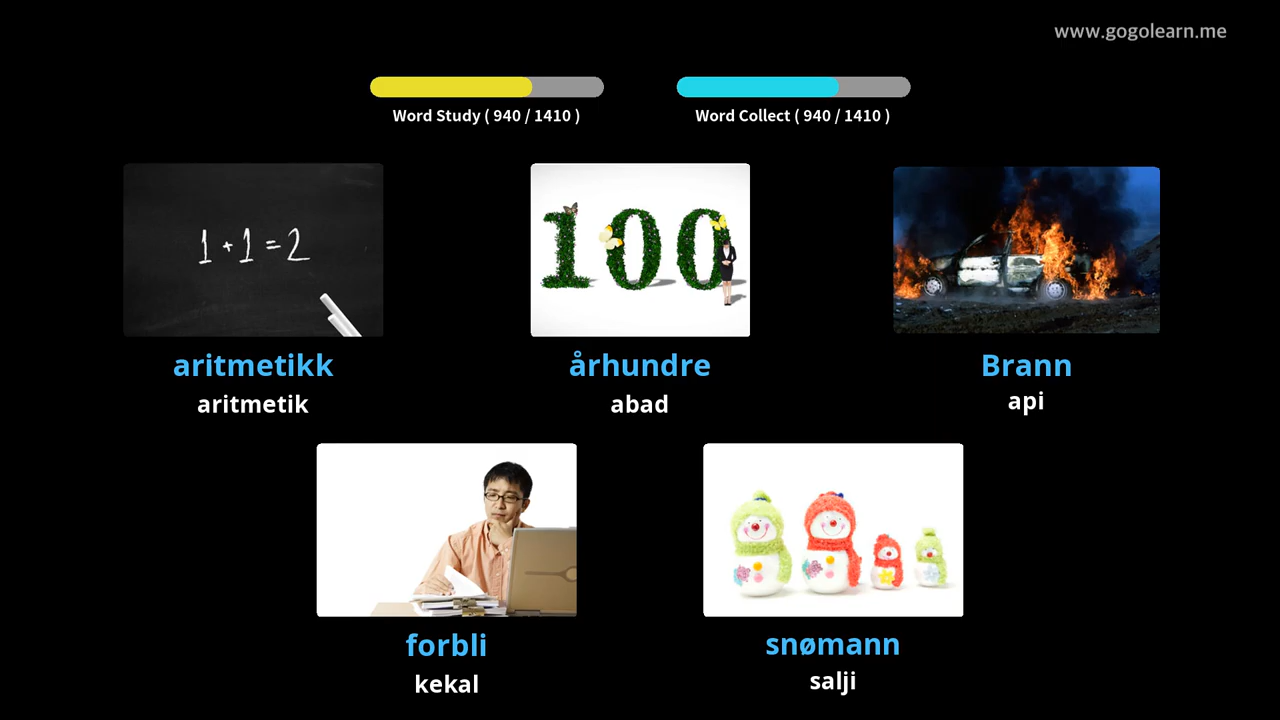 www.gogolearn.me
Word Study ( 940 / 1410 )
Word Collect ( 940 / 1410 )
1 + 1 = 2
100
aritmetikk
aritmetik
århundre
abad
Brann
api
forbli
kekal
snømann
salji